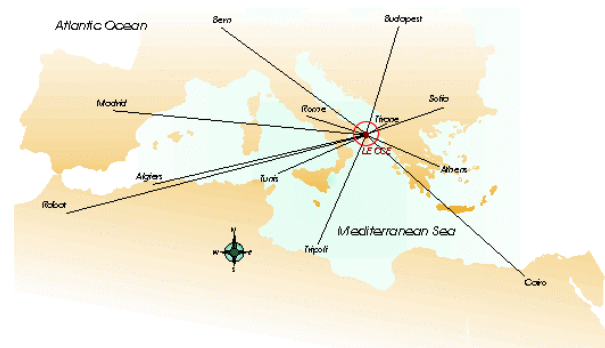 Bern
Budapest
Atlantic Ocean
Madrid
Rome
Sofia
Tirane
LECCE
Athens
Algiers
Tunis
Rabat
Mediterranean Sea
Tripoli
Cairo
N
W
E
S